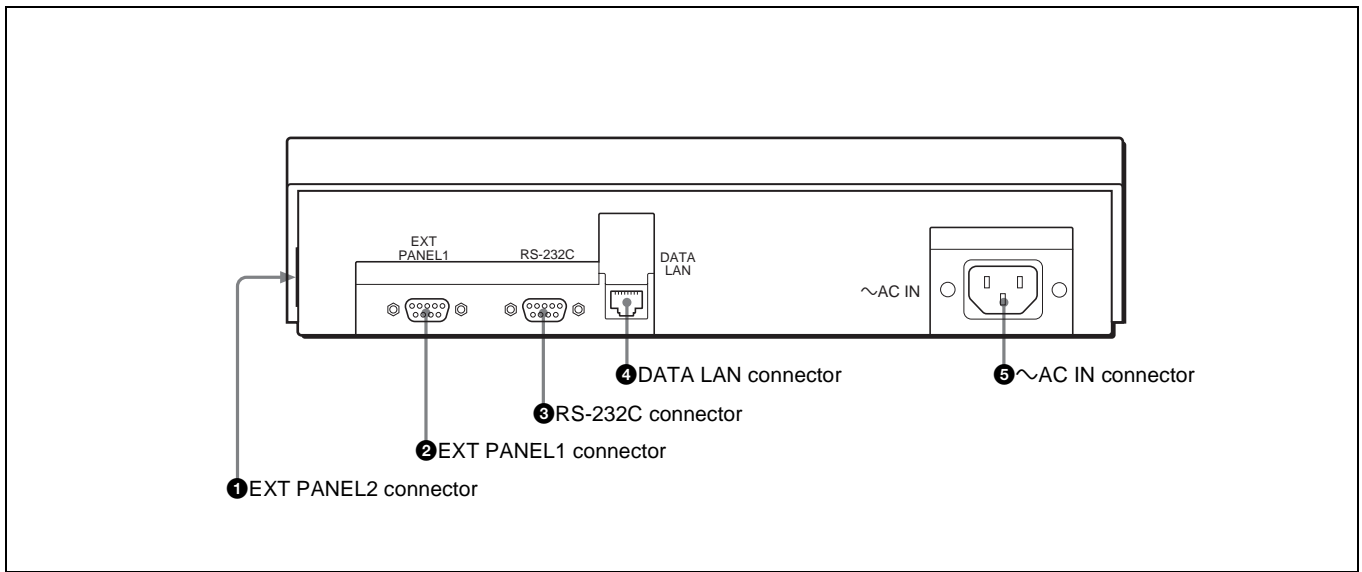 EXT
PANEL1
RS-232C
DATA
LAN
～AC IN
❹DATA LAN connector
❺～AC IN connector
❸RS-232C connector
❷EXT PANEL1 connector
❶EXT PANEL2 connector